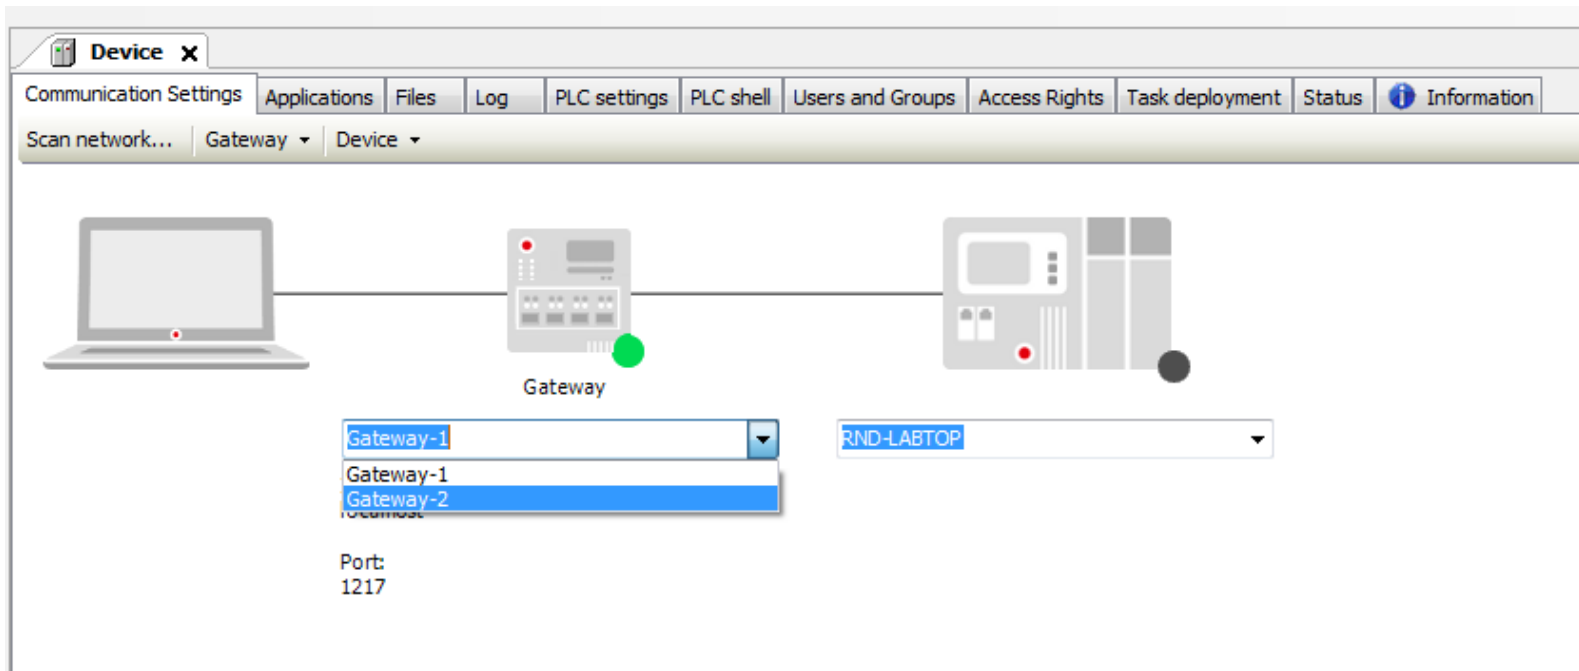 Device
Communication Settings Applications Files Log PLC settings PLC shell Users and Groups Access Rights Task deployment Status Information
Scan network... Gateway Device
Gateway
Gateway-1 RND-LABTOP
Gateway-1
Gateway-2
Port:
1217